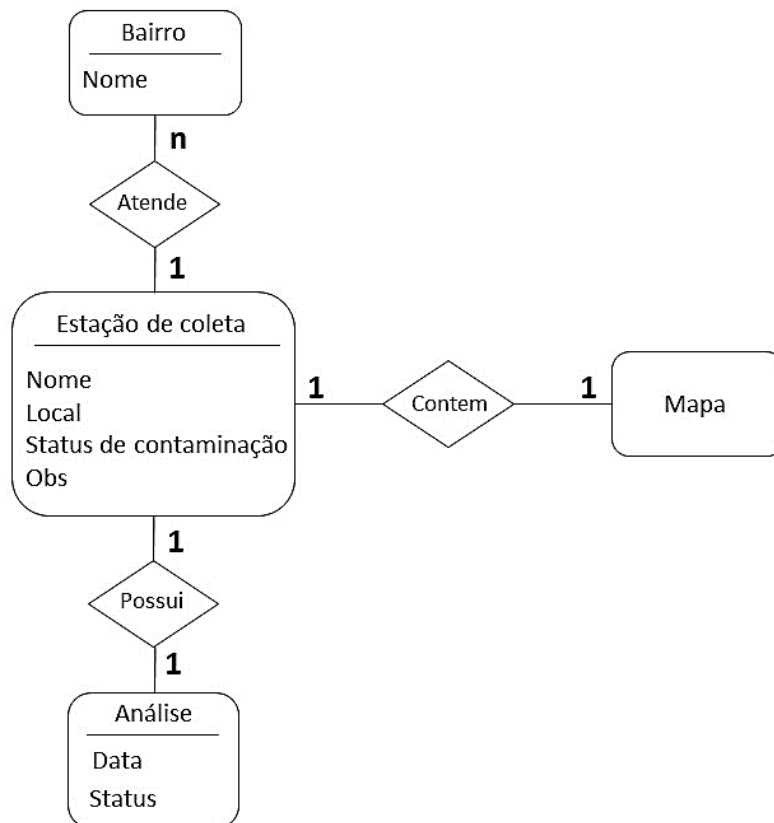 Bairro
Nome
n
Atende
1
Estação de coleta
Nome
Local
Status de contaminação
Obs
1
Contem
1
Mapa
1
Possui
1
Análise
Data
Status